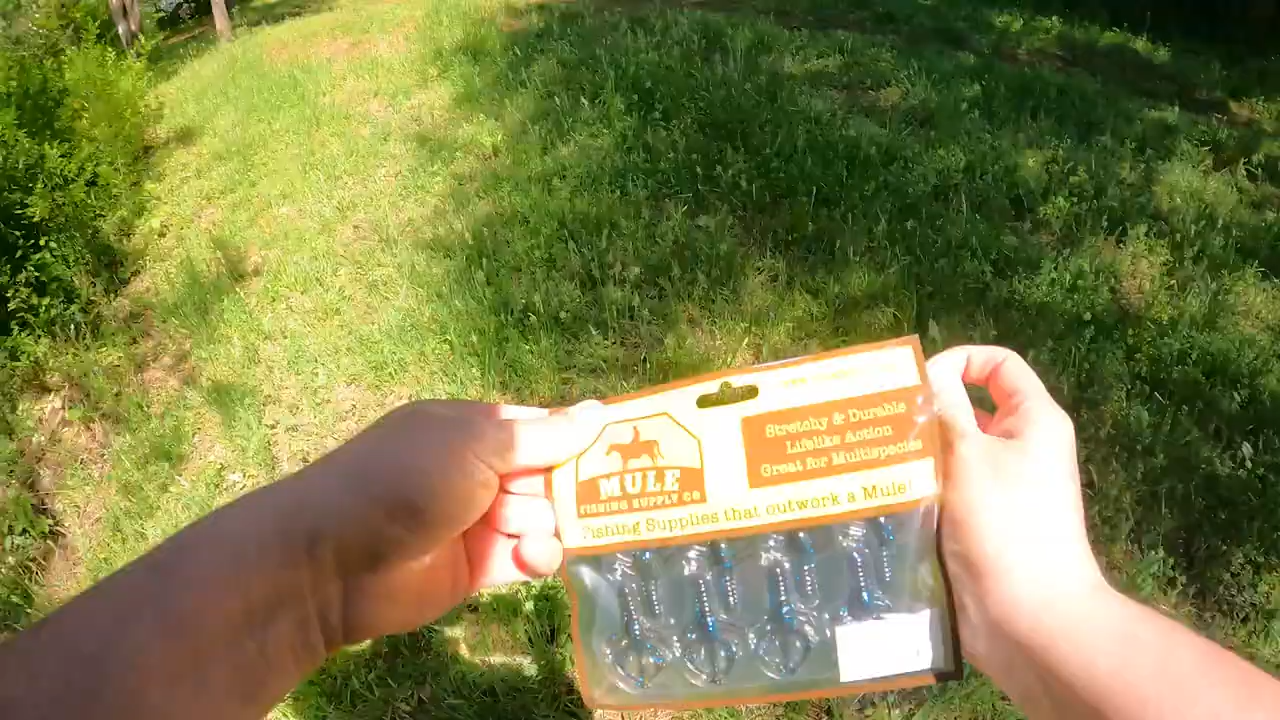 Stretchy & Durable
Lifelike Action
Great for Multispecies
MULE
FISHING SUPPLY CO
Fishing Supplies that outwork a Mule!